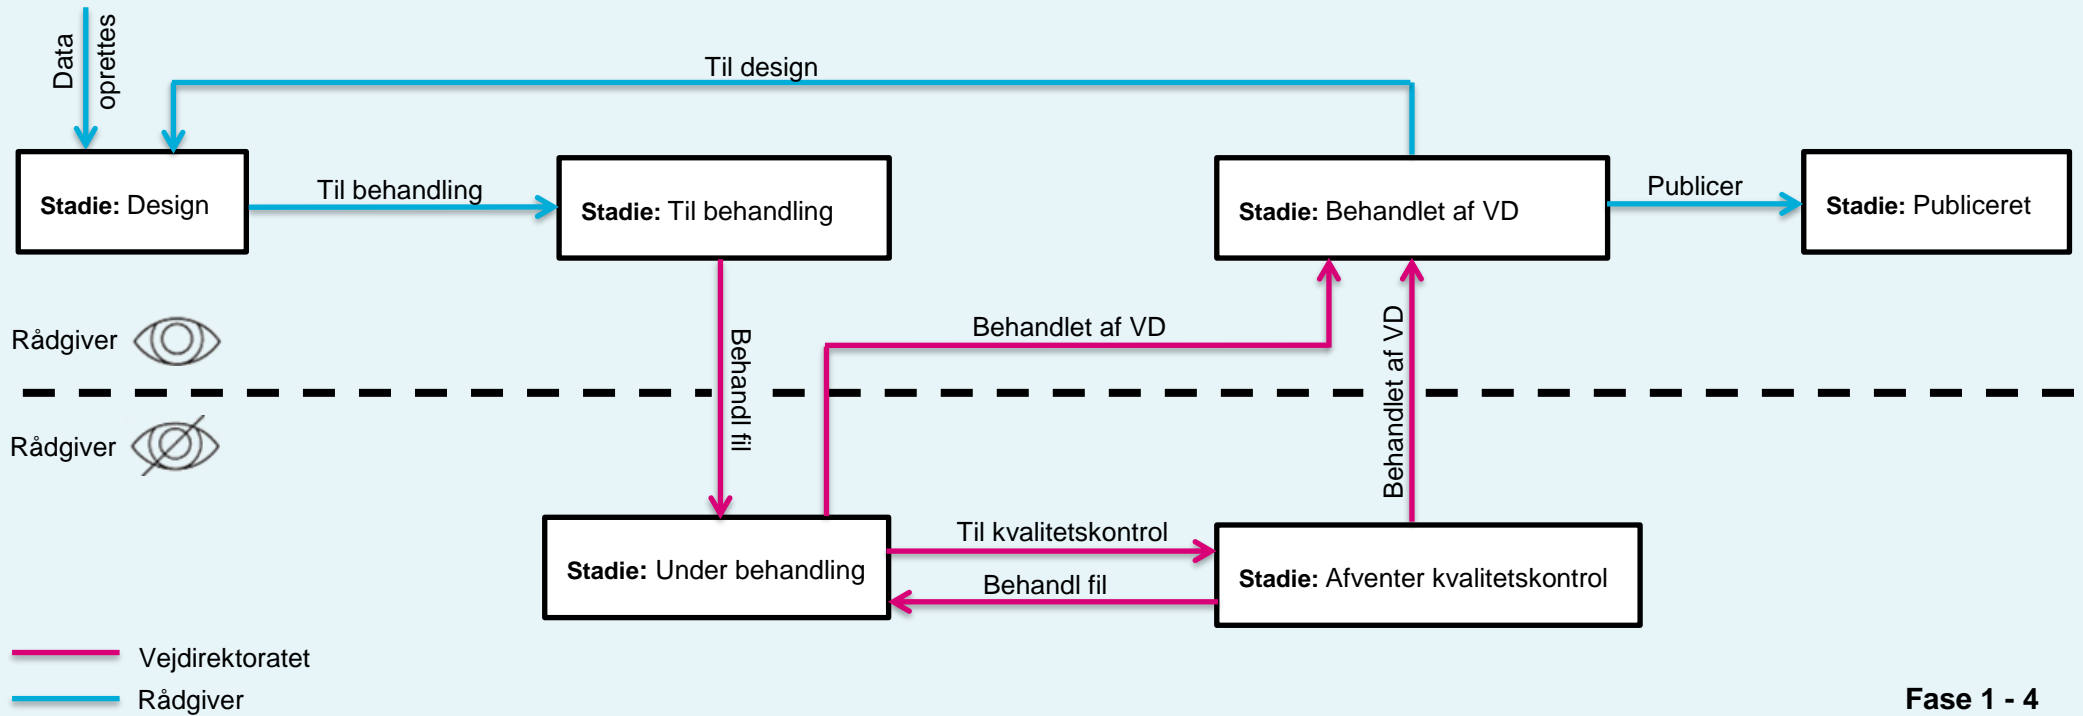 Data
oprettes
Til design
Stadie: Design
Til behandling
Stadie: Til behandling
Stadie: Behandlet af VD
Publicer
Stadie: Publiceret
Rådgiver
Behandl fil
Behandlet af VD
Behandlet af VD
Rådgiver
Stadie: Under behandling
Til kvalitetskontrol
Behandl fil
Stadie: Afventer kvalitetskontrol
Vejdirektoratet
Rådgiver
Fase 1 - 4